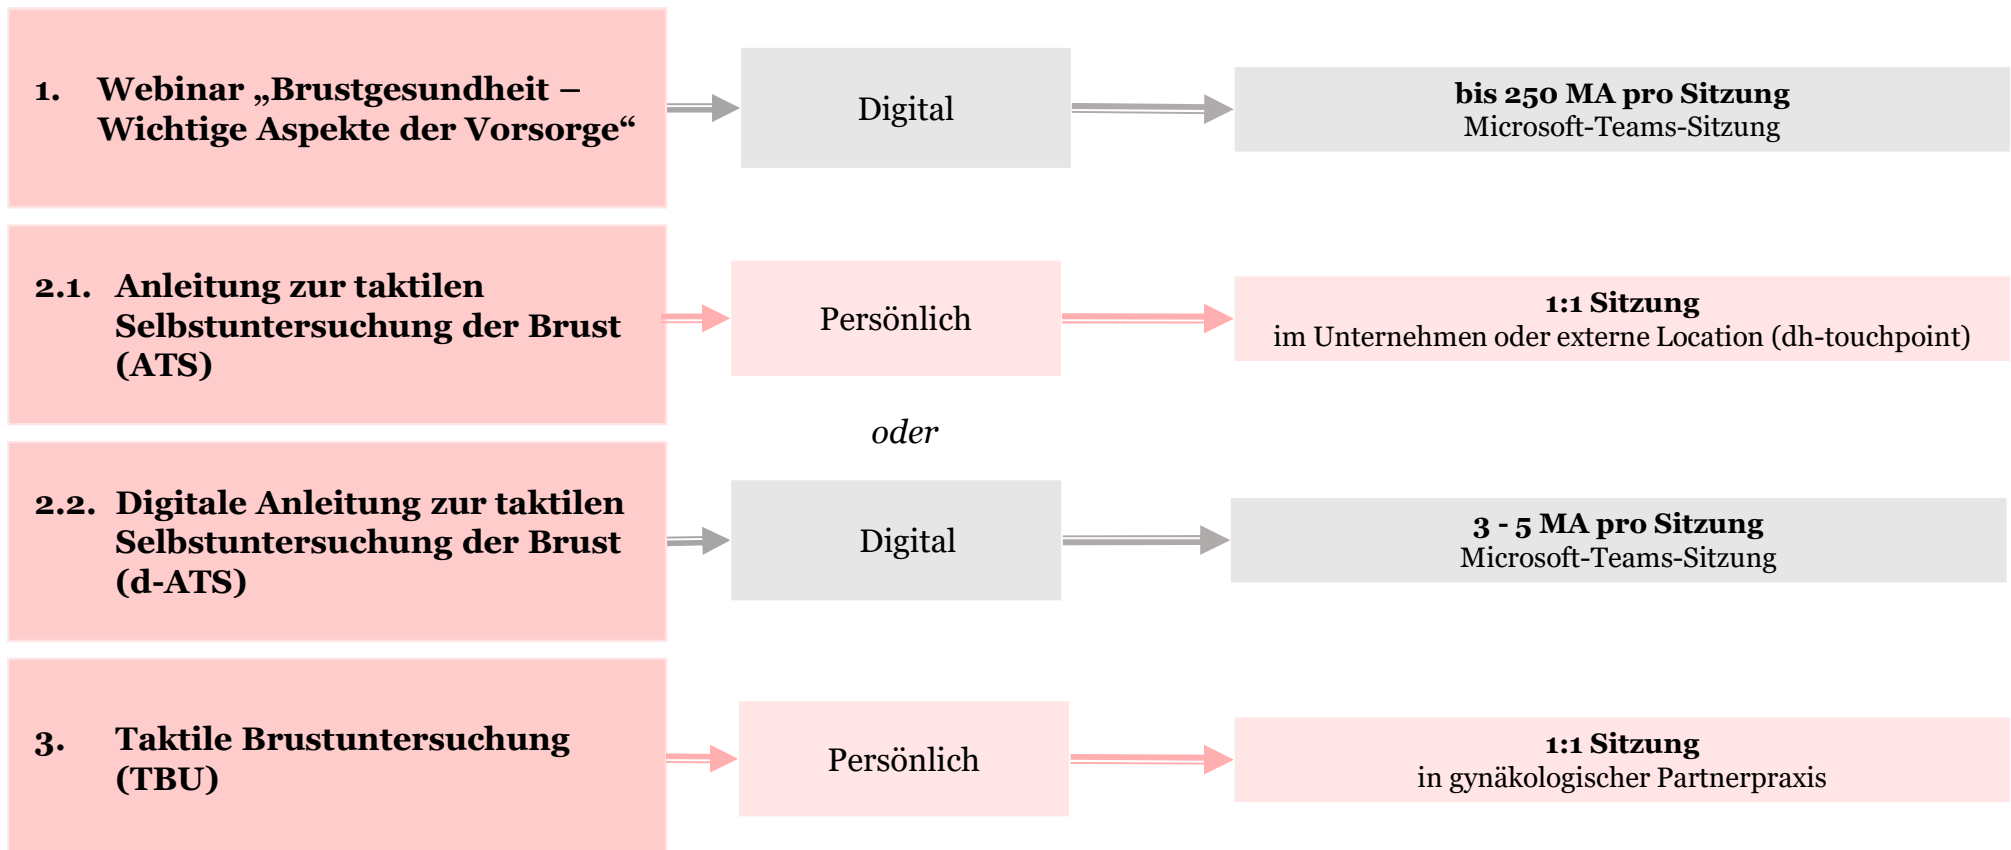 1. Webinar „Brustgesundheit –
Wichtige Aspekte der Vorsorge“
Digital
bis 250 MA pro Sitzung
Microsoft-Teams-Sitzung
2.1. Anleitung zur taktilen
Selbstuntersuchung der Brust
(ATS)
Persönlich
1:1 Sitzung
im Unternehmen oder externe Location (dh-touchpoint)
oder
2.2. Digitale Anleitung zur taktilen
Selbstuntersuchung der Brust
(d-ATS)
Digital
3 - 5 MA pro Sitzung
Microsoft-Teams-Sitzung
3. Taktile Brustuntersuchung
(TBU)
Persönlich
1:1 Sitzung
in gynäkologischer Partnerpraxis